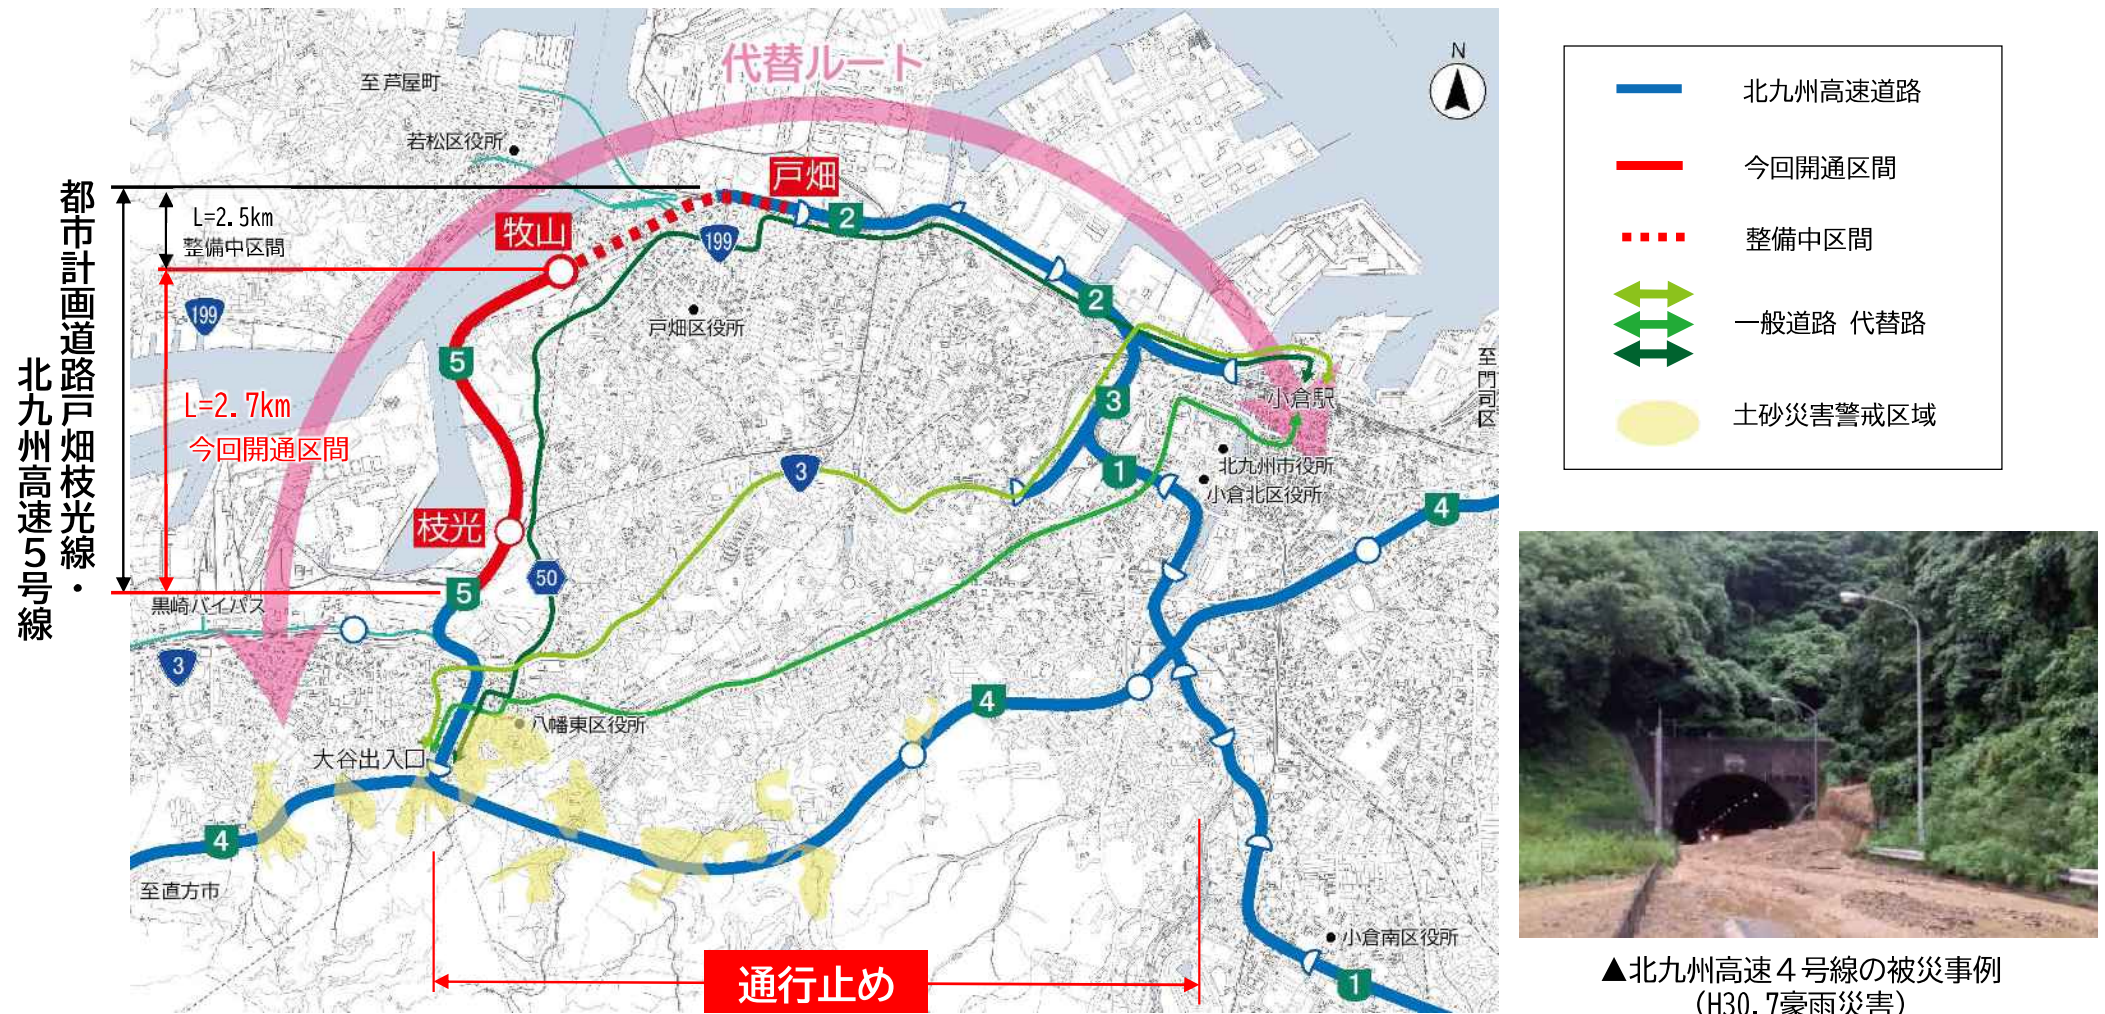 代替ルート
N
至 芦屋町
若松区役所
戸畑
牧山
L=2.5km
整備中区間
2
199
199
戸畑区役所
2
都市計画道路戸畑枝光線・
北九州高速5号線
5
L=2.7km
今回開通区間
3
小倉駅
至門司区
3
1
北九州市役所
小倉北区役所
4
枝光
50
5
黒崎バイパス
3
4
八幡東区役所
大谷出入口
4
至直方市
小倉南区役所
1
通行止め
北九州高速道路
今回開通区間
整備中区間
一般道路 代替路
土砂災害警戒区域
▲北九州高速4号線の被災事例
(H30.7豪雨災害)